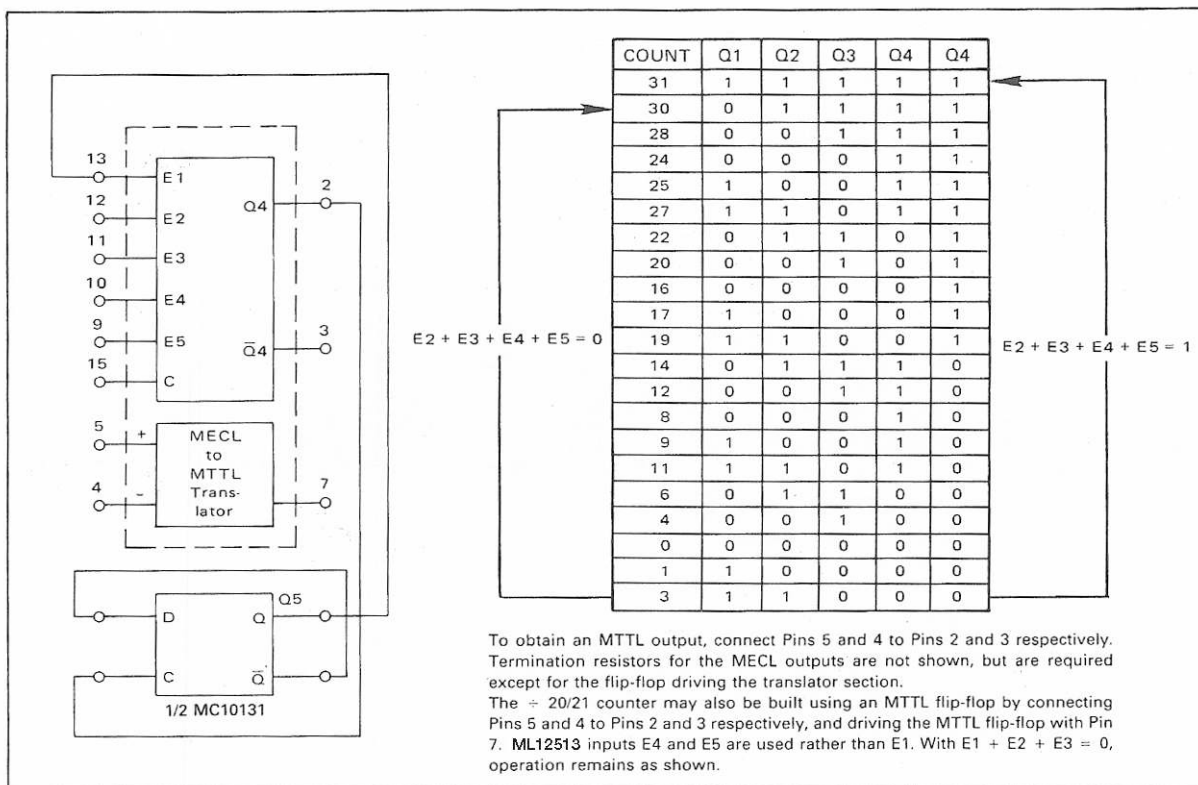 13
E1
12
E2
Q4
2
11
E3
10
E4
9
E5
Q̅4
3
15
C
5
+
MECL
to
MTTL
Trans-
lator
4
-
7
D
Q
Q5
C
Q̅
1/2 MC10131
COUNT Q1 Q2 Q3 Q4 Q4
31 1 1 1 1 1
30 0 1 1 1 1
28 0 0 1 1 1
24 0 0 0 1 1
25 1 0 0 1 1
27 1 1 0 1 1
22 0 1 1 0 1
20 0 0 1 0 1
16 0 0 0 0 1
17 1 0 0 0 1
19 1 1 0 0 1
14 0 1 1 1 0
12 0 0 1 1 0
8 0 0 0 1 0
9 1 0 0 1 0
11 1 1 0 1 0
6 0 1 1 0 0
4 0 0 1 0 0
0 0 0 0 0 0
1 1 0 0 0 0
3 1 1 0 0 0
E2 + E3 + E4 + E5 = 0
E2 + E3 + E4 + E5 = 1
To obtain an MTTL output, connect Pins 5 and 4 to Pins 2 and 3 respectively.
Termination resistors for the MECL outputs are not shown, but are required
except for the flip-flop driving the translator section.
The ÷ 20/21 counter may also be built using an MTTL flip-flop by connecting
Pins 5 and 4 to Pins 2 and 3 respectively, and driving the MTTL flip-flop with Pin
7. ML12513 inputs E4 and E5 are used rather than E1. With E1 + E2 + E3 = 0,
operation remains as shown.